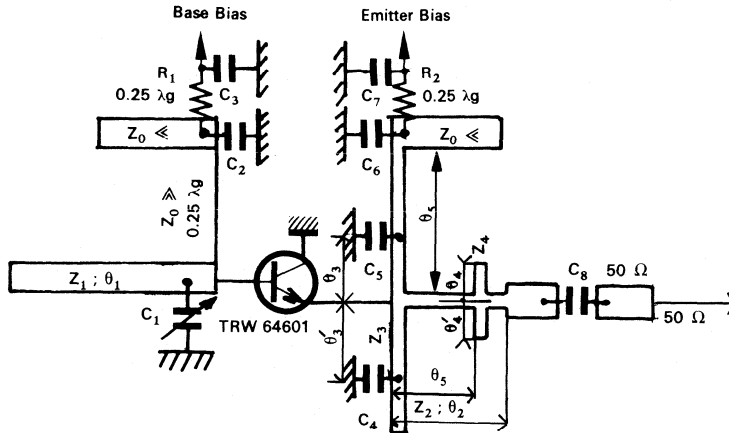 Base Bias
Emitter Bias
R1
C3
0.25 λg
C7
R2
0.25 λg
Z0 ≪
C2
C6
Z0 ≪
Z0 ≫
0.25 λg
θ5
C5
θ3
Z4
θ4
C8
50 Ω
Z1 ; θ1
C1
TRW 64601
θ'3
Z3
θ'4
50 Ω
θ5
C4
Z2 ; θ2